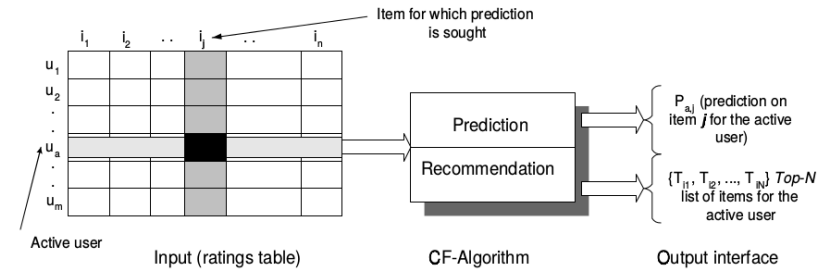 Item for which prediction
is sought
i1 i2 . . ij . . in
u1
u2
.
.
ua
.
.
um
Active user
Input (ratings table)
Prediction
Recommendation
CF-Algorithm
Pa,j (prediction on
item j for the active
user)
{Ti1, Ti2, ..., TiN} Top-N
list of items for the
active user
Output interface